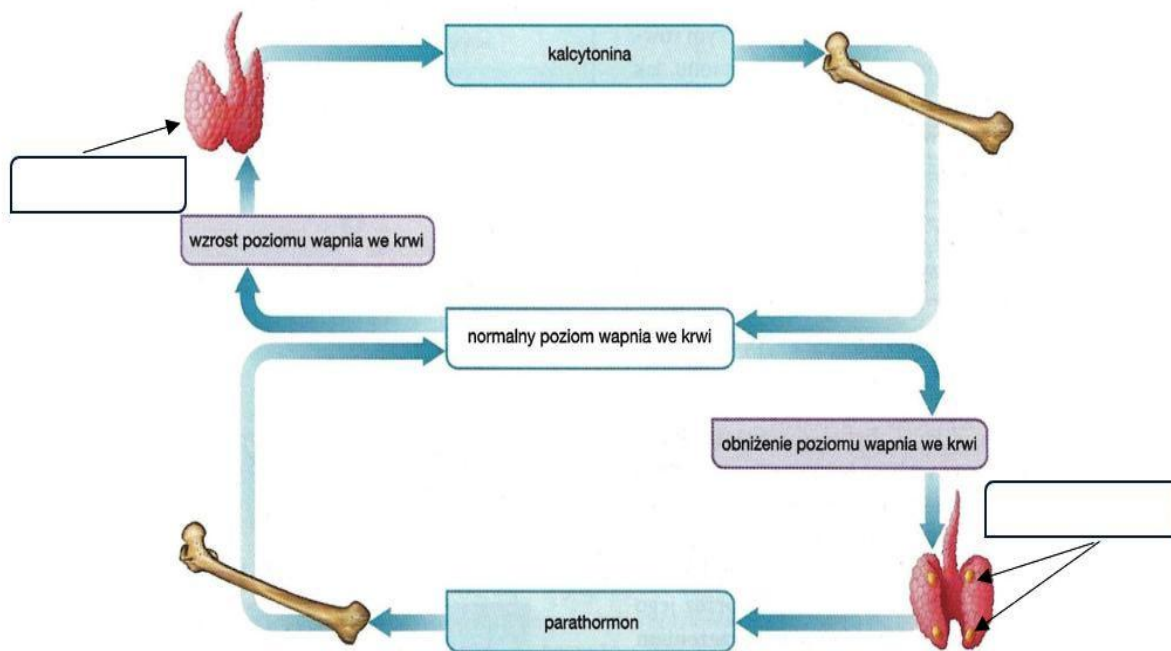 kalcytonina
wzrost poziomu wapnia we krwi
normalny poziom wapnia we krwi
obniżenie poziomu wapnia we krwi
parathormon